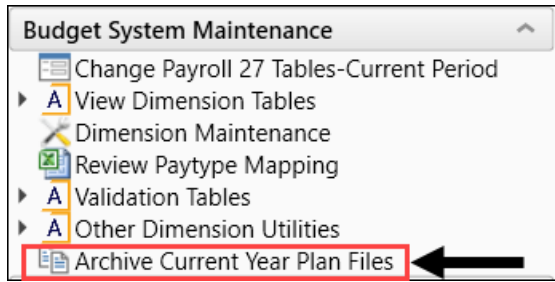 Budget System Maintenance
Change Payroll 27 Tables-Current Period
A View Dimension Tables
Dimension Maintenance
Review Paytype Mapping
A Validation Tables
A Other Dimension Utilities
Archive Current Year Plan Files